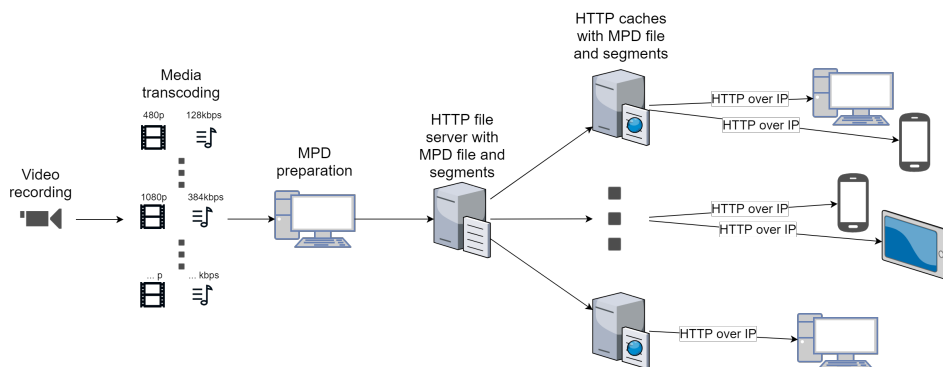 HTTP caches
with MPD file
and segments
Media
transcoding
480p
128kbps
HTTP file
server with
MPD file and
segments
MPD
preparation
Video
recording
1080p
384kbps
... p
... kbps
HTTP over IP
HTTP over IP
HTTP over IP
HTTP over IP
HTTP over IP